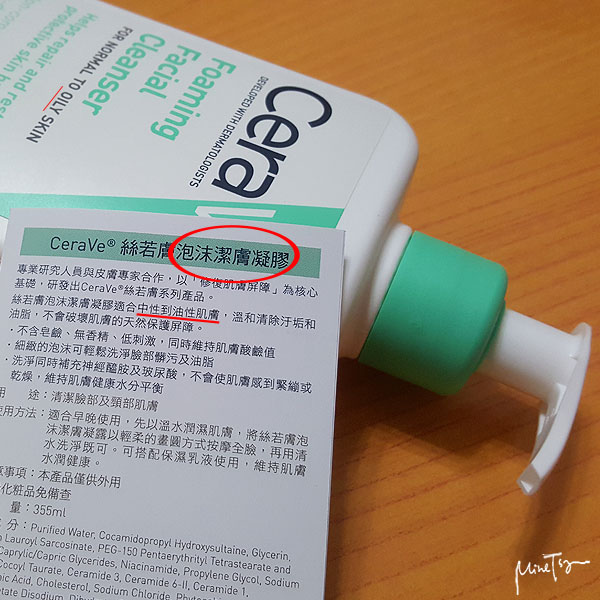 Helps repair and rest
protective skin b
FOR NORMAL TO OILY SKIN
Foaming
Facial
Cleanser
DEVELOPED WITH DERMATOLOGISTS
Cera
CeraVe® 絲若膚泡沫潔膚凝膠
專業研究人員與皮膚專家合作，以「修復肌膚屏障」為核心
基礎，研發出CeraVe®絲若膚系列產品。
絲若膚泡沫潔膚凝膠適合中性到油性肌膚，溫和清除汙垢和
油脂，不會破壞肌膚的天然保護屏障。
·不含皂鹼、無香精、低刺激，同時維持肌膚酸鹼值
·細緻的泡沫可輕鬆洗淨臉部髒污及油脂
·洗淨同時補充神經醯胺及玻尿酸，不會使肌膚感到緊繃或
乾燥，維持肌膚健康水分平衡
用 途：清潔臉部及頸部肌膚
使用方法：適合早晚使用，先以溫水潤濕肌膚，將絲若膚泡
沫潔膚凝露以輕柔的畫圓方式按摩全臉，再用清
水洗淨既可。可搭配保濕乳液使用，維持肌膚
水潤健康。
意事項：本產品僅供外用
化粧品免備查
量：355ml
分：Purified Water, Cocamidopropyl Hydroxysultaine, Glycerin,
Lauroyl Sarcosinate, PEG-150 Pentaerythrityl Tetrastearate and
Caprylic/Capric Glycerides, Niacinamide, Propylene Glycol, Sodium
Cocoyl Taurate, Ceramide 3, Ceramide 6-II, Ceramide 1,
ic Acid, Cholesterol, Sodium Chloride,